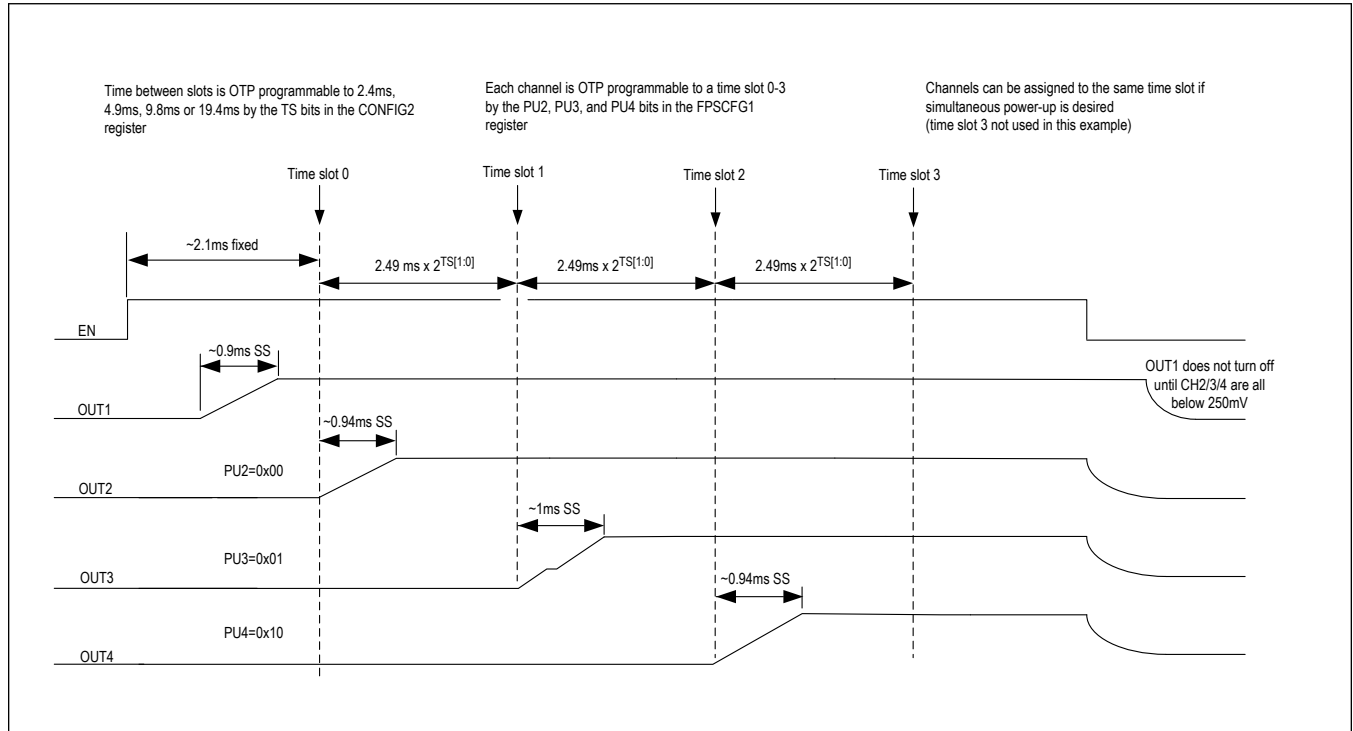 Time between slots is OTP programmable to 2.4ms,
4.9ms, 9.8ms or 19.4ms by the TS bits in the CONFIG2
register
Each channel is OTP programmable to a time slot 0-3
by the PU2, PU3, and PU4 bits in the FPSCFG1
register
Channels can be assigned to the same time slot if
simultaneous power-up is desired
(time slot 3 not used in this example)
Time slot 0
Time slot 1
Time slot 2
Time slot 3
~2.1ms fixed
2.49 ms x 2TS[1:0]
2.49ms x 2TS[1:0]
2.49ms x 2TS[1:0]
EN
~0.9ms SS
OUT1 does not turn off
until CH2/3/4 are all
below 250mV
OUT1
~0.94ms SS
PU2=0x00
OUT2
~1ms SS
PU3=0x01
OUT3
~0.94ms SS
PU4=0x10
OUT4